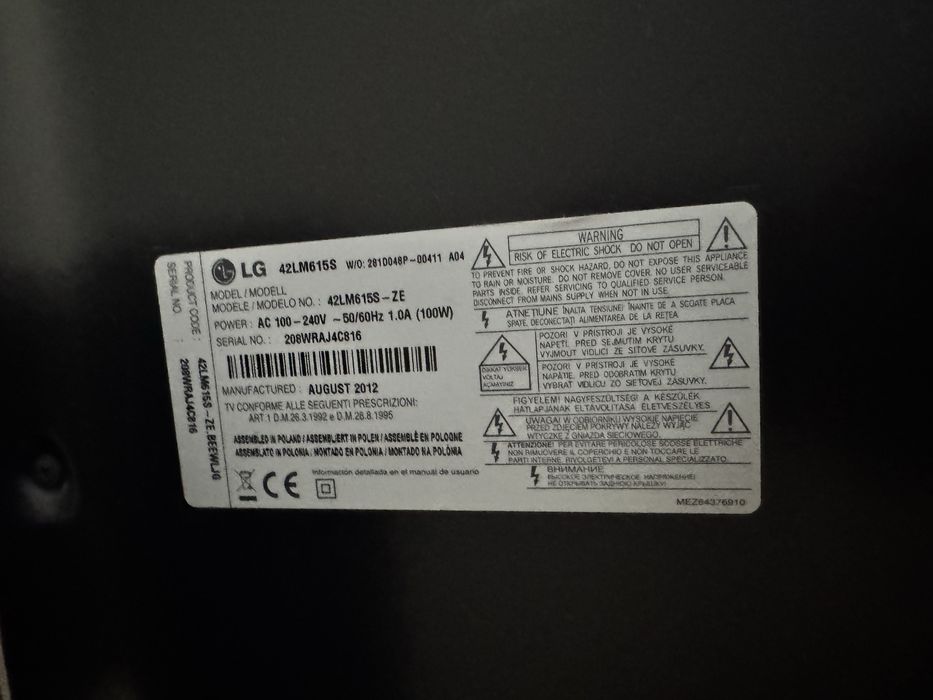 LG 42LM615S W/O: 281D048P-00411 A04
MODEL / MODELL
MODELE / MODELO NO. : 42LM615S-ZE
POWER : AC 100-240V ~50/60Hz 1.0A (100W)
SERIAL NO. : 208WRAJ4C816
MANUFACTURED : AUGUST 2012
TV CONFORME ALLE SEGUENTI PRESCRIZIONI:
ART.1 D.M.26.3.1992 e D.M.26.8.1995
ASSEMBLED IN POLAND / ASSEMBLIERT IN POLEN / ASSEMBLÉ EN POLOGNE
ASSEMBLATO IN POLONIA / MONTADO EN POLONIA / MONTADO NA POLONIA
CE
Información detallada en el manual de usuario
PRODUCT CODE : 42LM615S-ZE.BEEWLJG
SERIAL NO : 208WRAJ4C816
WARNING
RISK OF ELECTRIC SHOCK DO NOT OPEN
TO PREVENT FIRE OR SHOCK HAZARD, DO NOT EXPOSE THIS APPLIANCE
TO RAIN OR MOISTURE. DO NOT REMOVE COVER. NO USER SERVICEABLE
PARTS INSIDE. REFER SERVICING TO QUALIFIED SERVICE PERSON.
DISCONNECT FROM MAINS SUPPLY WHEN NOT IN USE.
ATNEŢIUNE ÎNALTA TENSIUNE/ ÎNAINTE DE A SCOATE PLACA
SPATE, DECONECTAŢI ALIMENTAREA DE LA REŢEA
DIKKAT YÜKSEK
VOLTAJ
AÇMAYINIZ
POZOR! V PŘÍSTROJI JE VYSOKÉ
NAPĚTÍ. PŘED SEJMUTÍM KRYTU
VYJMOUT VIDLICI ZE SÍŤOVÉ ZÁSUVKY.
POZOR! V PRÍSTROJI JE VYSOKÉ
NAPÄTIE. PRED ODOBRATÍM KRYTU
VYBRAŤ VIDLICU ZO SIEŤOVEJ ZÁSUVKY.
FIGYELEM! NAGYFESZÜLTSÉG! A KÉSZÜLÉK
HÁTLAPJÁNAK ELTÁVOLÍTÁSA ÉLETVESZÉLYES
UWAGA! W ODBIORNIKU WYSOKIE NAPIĘCIE
PRZED ZDJĘCIEM POKRYWY NALEŻY WYJĄĆ
WTYCZKĘ Z GNIAZDA SIECIOWEGO.
ATTENZIONE: PER EVITARE PERICOLOSE SCOSSE ELETTRICHE
NON RIMUOVERE IL COPERCHIO E NON TOCCARE LE
PARTI INTERNE. RIVOLGETEVI A PERSONAL SPECIALIZZATO.
ВНИМАНИЕ
ВЫСОКОЕ ЭЛЕКТРИЧЕСКОЕ НАПРЯЖЕНИЕ!
НЕ ОТКРЫВАТЬ ЗАДНЮЮ КРЫШКУ!
MEZ64376910